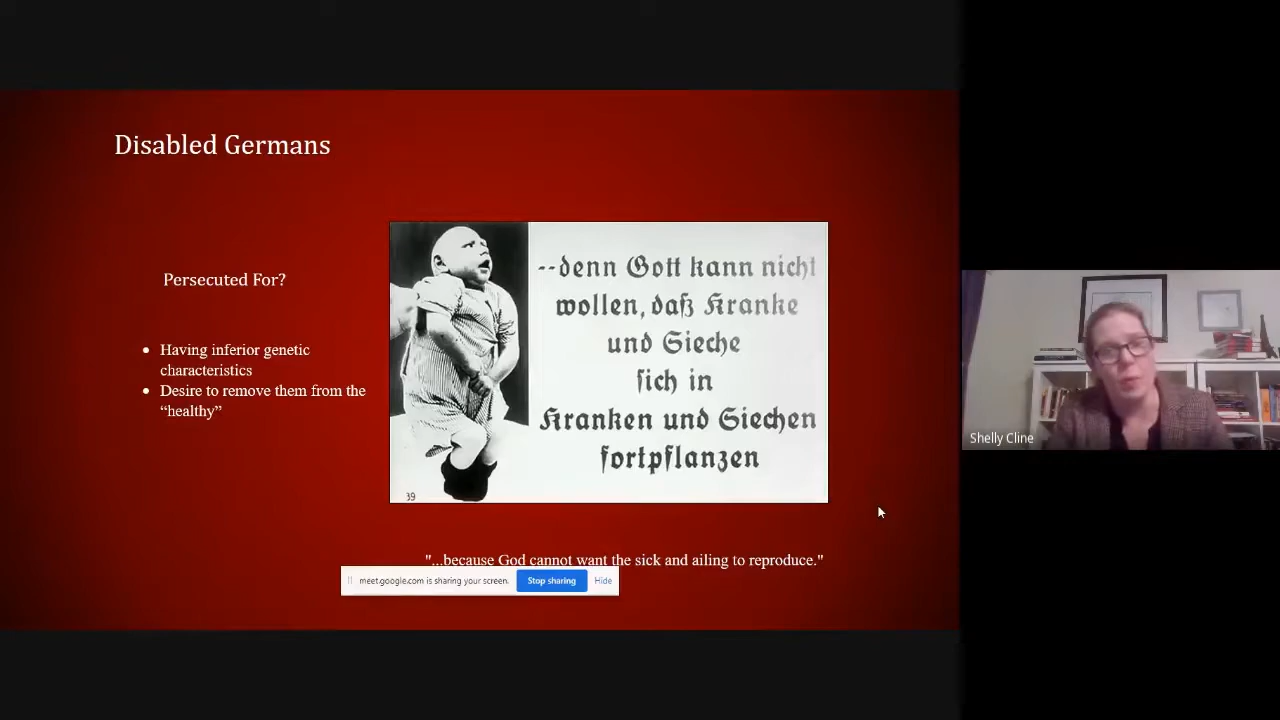 Disabled Germans
Persecuted For?
• Having inferior genetic
characteristics
• Desire to remove them from the
“healthy”
--denn Gott kann nicht
wollen, daß Kranke
und Sieche
sich in
Kranken und Siechen
fortpflanzen
39
"...because God cannot want the sick and ailing to reproduce."
meet.google.com is sharing your screen.
Stop sharing
Hide
Shelly Cline